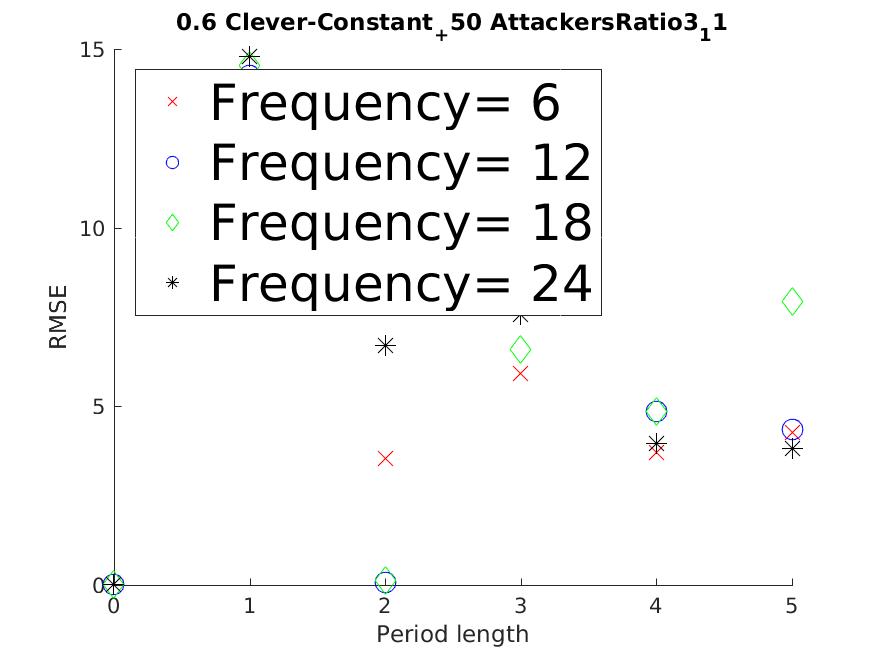 0.6 Clever-Constant+50 AttackersRatio311
15
Frequency= 6
Frequency= 12
Frequency= 18
Frequency= 24
10
RMSE
5
0
0 1 2 3 4 5
Period length